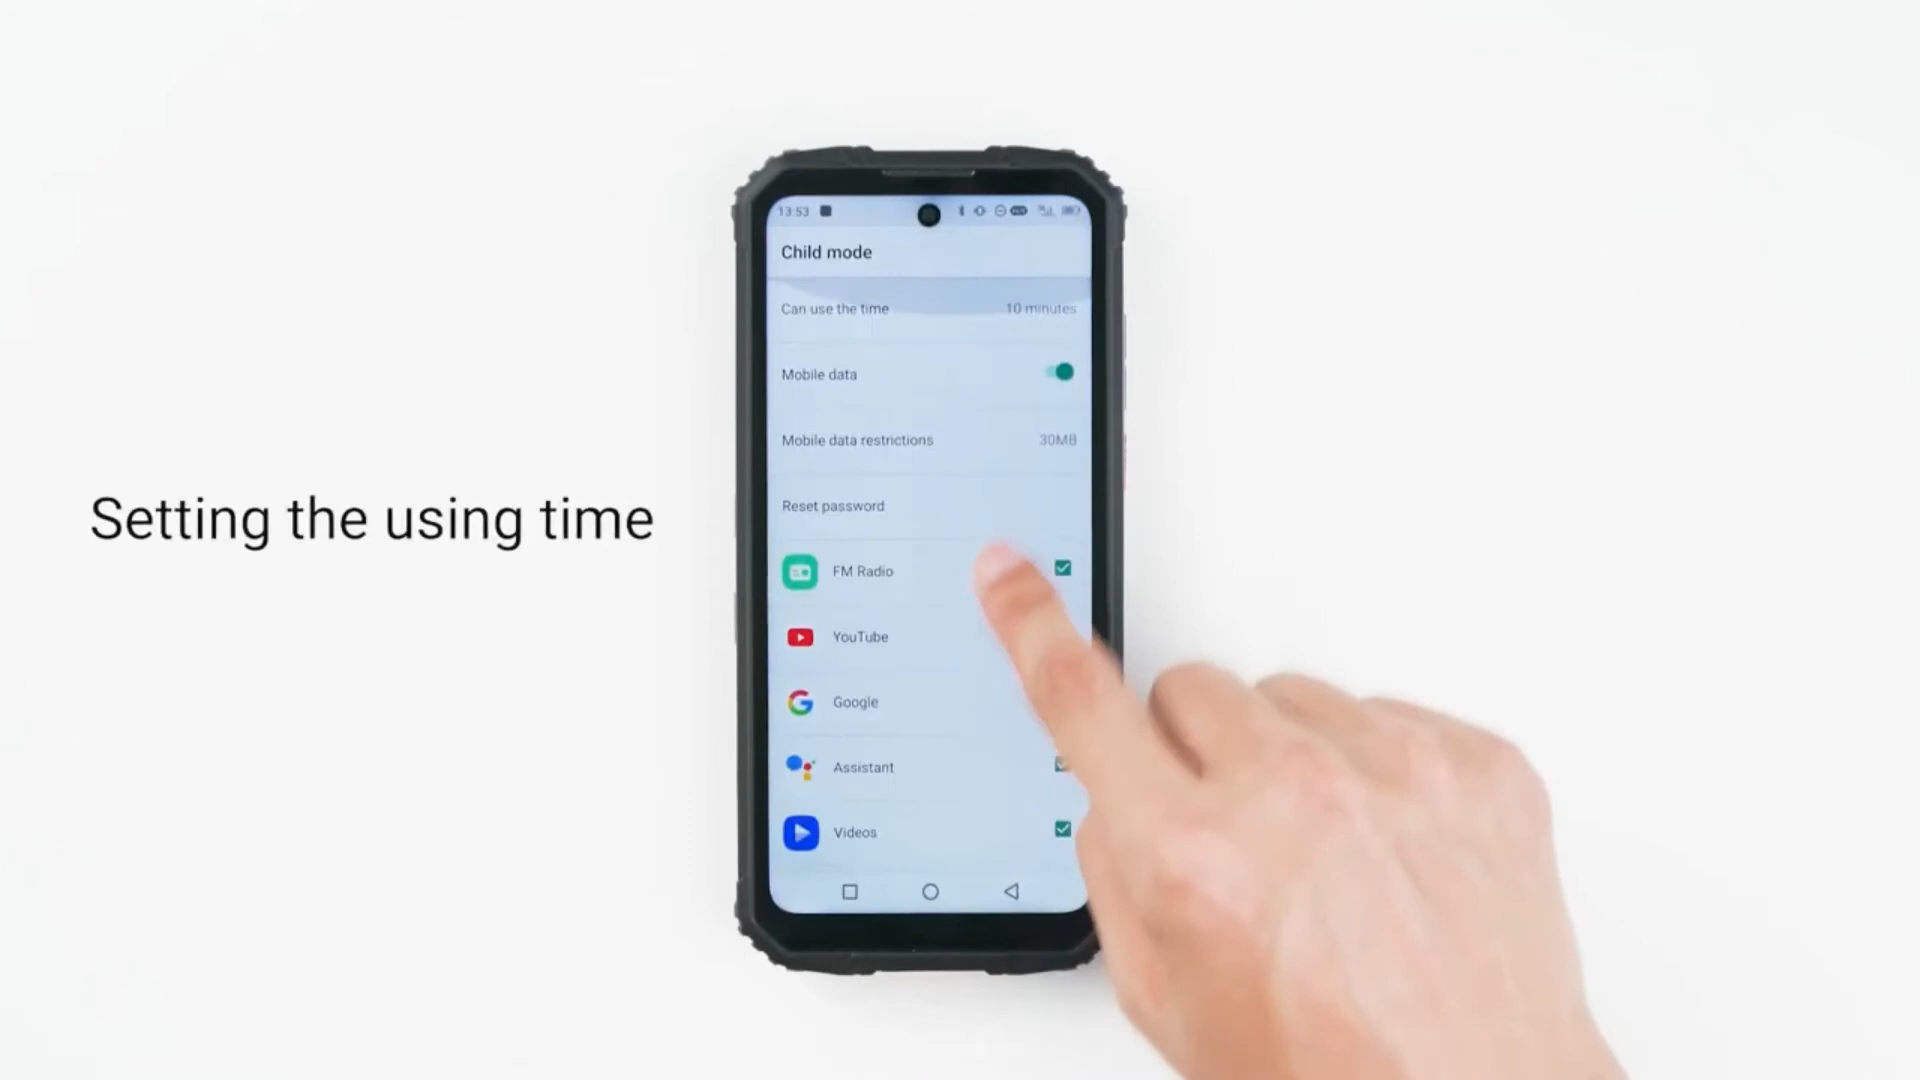 13:53
Child mode
Can use the time 10 minutes
Mobile data
Mobile data restrictions 30MB
Reset password
Setting the using time
FM Radio
YouTube
Google
Assistant
Videos